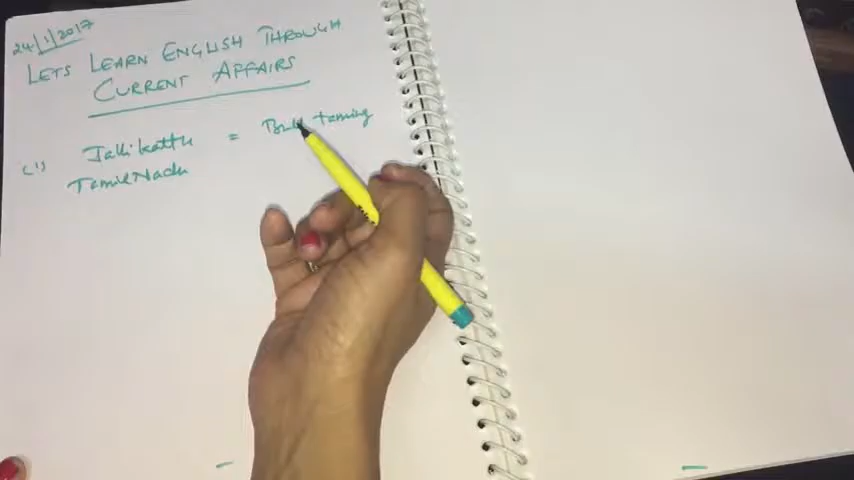 24/1/2017
LETS LEARN ENGLISH THROUGH
CURRENT AFFAIRS
(1) Jallikattu = Bull taming
TamilNadu